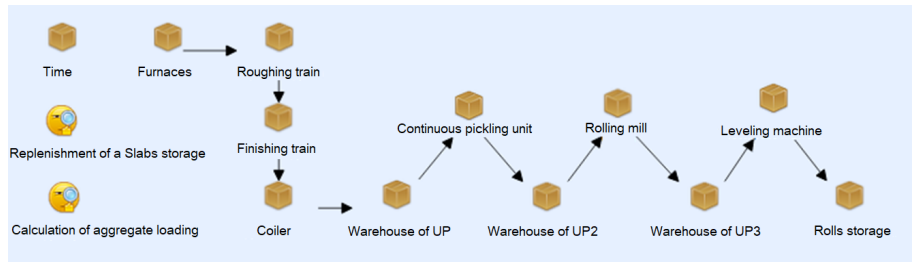 Time
Furnaces
Roughing train
Continuous pickling unit
Rolling mill
Leveling machine
Replenishment of a Slabs storage
Finishing train
Calculation of aggregate loading
Coiler
Warehouse of UP
Warehouse of UP2
Warehouse of UP3
Rolls storage